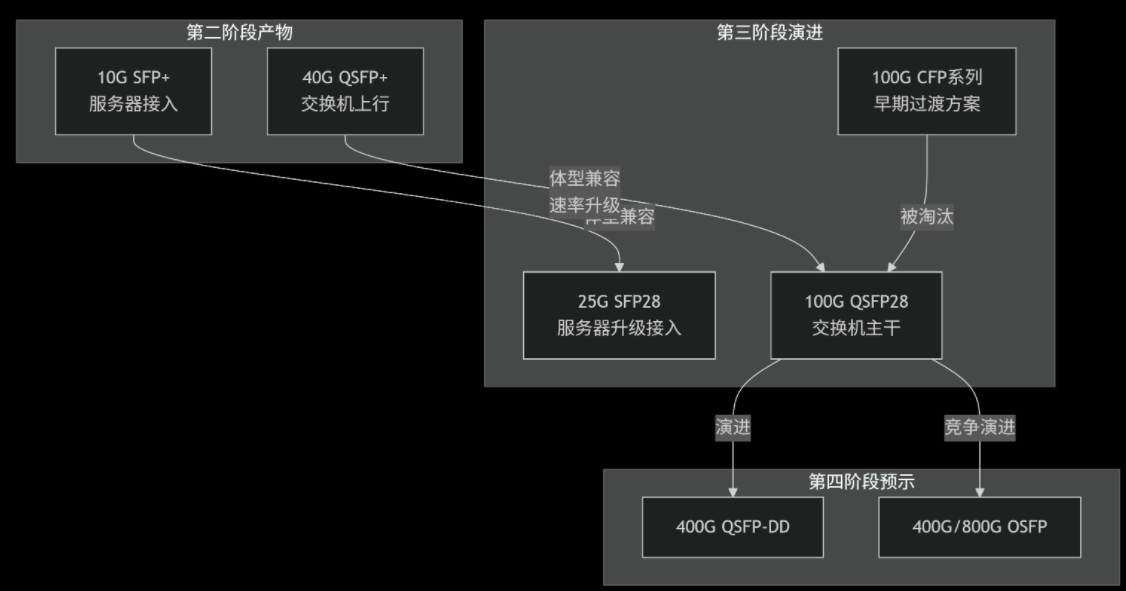 第二阶段产物
10G SFP+
服务器接入
40G QSFP+
交换机上行
第三阶段演进
100G CFP系列
早期过渡方案
体型兼容
速率升级
体型兼容
被淘汰
25G SFP28
服务器升级接入
100G QSFP28
交换机主干
演进
竞争演进
第四阶段预示
400G QSFP-DD
400G/800G OSFP